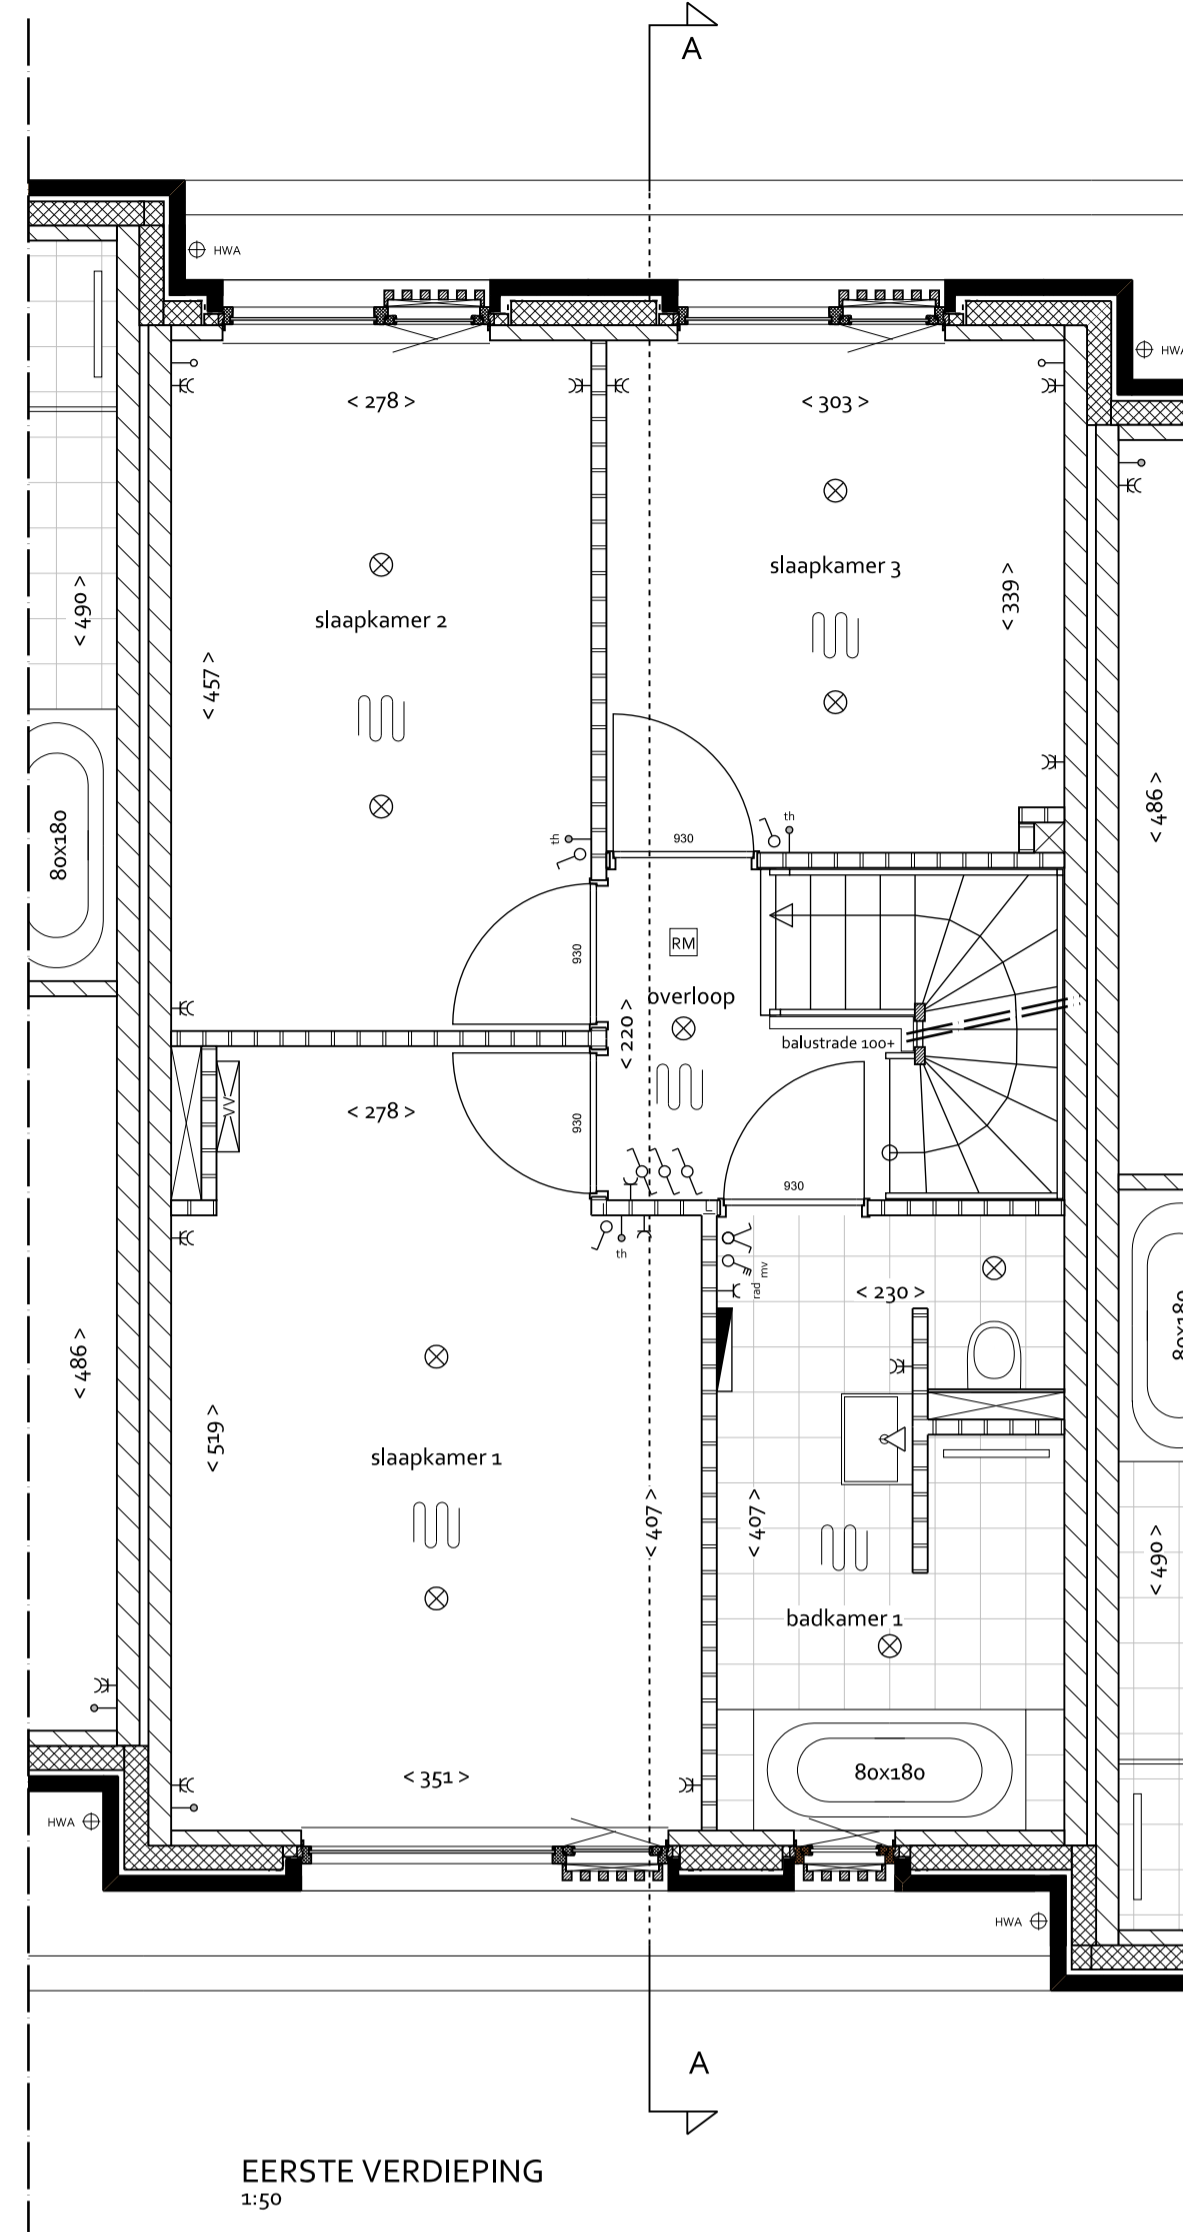 A
HWA
HWA
< 278 >
< 303 >
slaapkamer 3
< 339 >
slaapkamer 2
< 490 >
< 457 >
< 486 >
80x180
th
930
th
930
RM
overloop
< 220 >
balustrade 100+
VV
< 278 >
930
930
th
mv
rad
< 230 >
< 486 >
< 519 >
slaapkamer 1
< 407 >
< 407 >
80x180
< 490 >
badkamer 1
< 351 >
80x180
HWA
HWA
A
EERSTE VERDIEPING
1:50